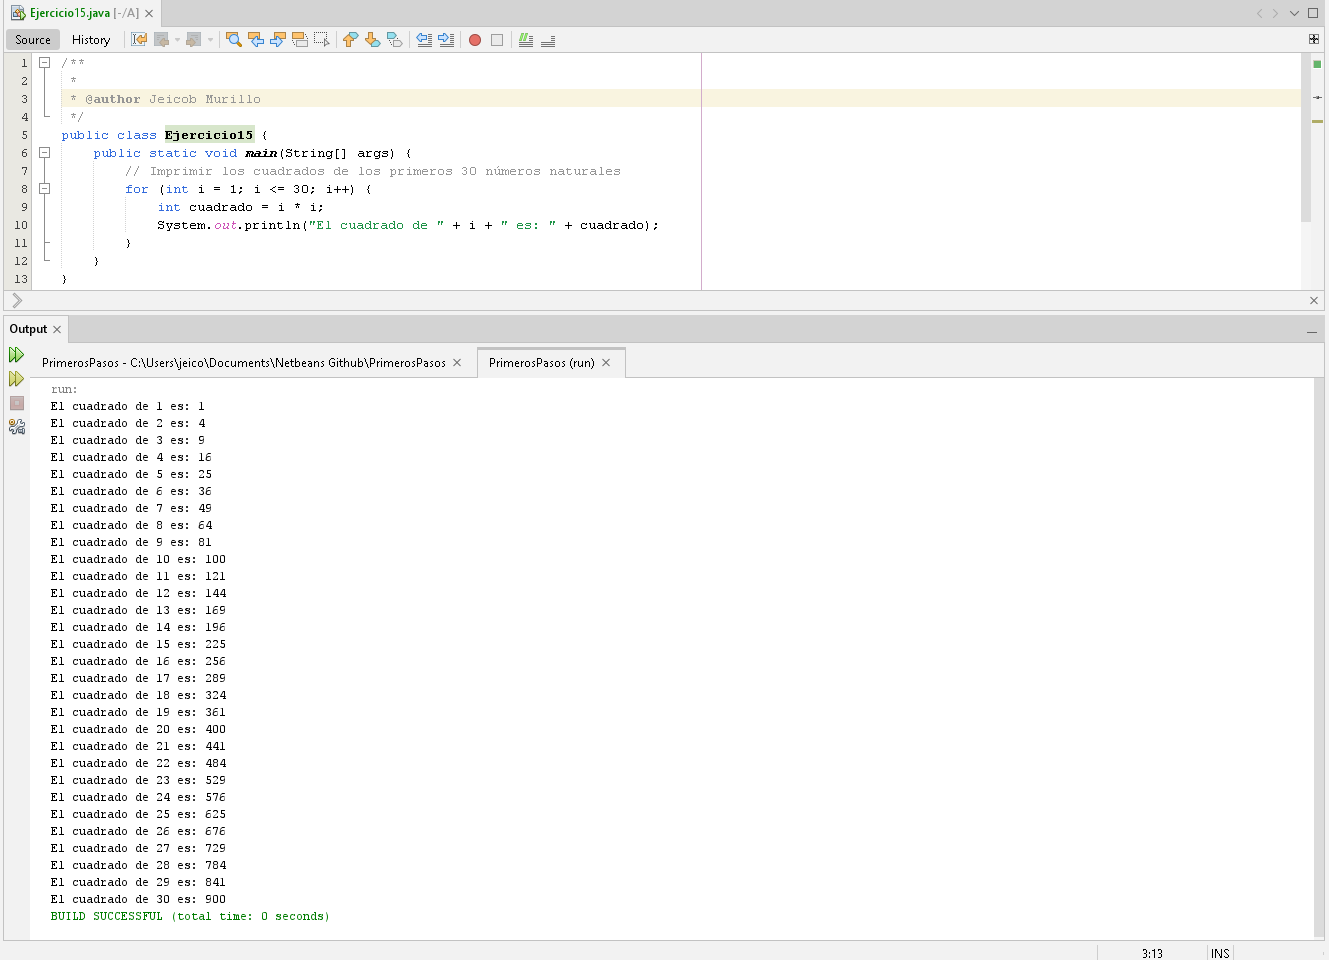 Ejercicio15.java [-/A]
Source History
1 /**
2 *
3 * @author Jeicob Murillo
4 */
5 public class Ejercicio15 {
6 public static void main(String[] args) {
7 // Imprimir los cuadrados de los primeros 30 números naturales
8 for (int i = 1; i <= 30; i++) {
9 int cuadrado = i * i;
10 System.out.println("El cuadrado de " + i + " es: " + cuadrado);
11 }
12 }
13 }
Output
PrimerosPasos - C:\Users\jeico\Documents\Netbeans Github\PrimerosPasos PrimerosPasos (run)
run:
El cuadrado de 1 es: 1
El cuadrado de 2 es: 4
El cuadrado de 3 es: 9
El cuadrado de 4 es: 16
El cuadrado de 5 es: 25
El cuadrado de 6 es: 36
El cuadrado de 7 es: 49
El cuadrado de 8 es: 64
El cuadrado de 9 es: 81
El cuadrado de 10 es: 100
El cuadrado de 11 es: 121
El cuadrado de 12 es: 144
El cuadrado de 13 es: 169
El cuadrado de 14 es: 196
El cuadrado de 15 es: 225
El cuadrado de 16 es: 256
El cuadrado de 17 es: 289
El cuadrado de 18 es: 324
El cuadrado de 19 es: 361
El cuadrado de 20 es: 400
El cuadrado de 21 es: 441
El cuadrado de 22 es: 484
El cuadrado de 23 es: 529
El cuadrado de 24 es: 576
El cuadrado de 25 es: 625
El cuadrado de 26 es: 676
El cuadrado de 27 es: 729
El cuadrado de 28 es: 784
El cuadrado de 29 es: 841
El cuadrado de 30 es: 900
BUILD SUCCESSFUL (total time: 0 seconds)
3:13 INS